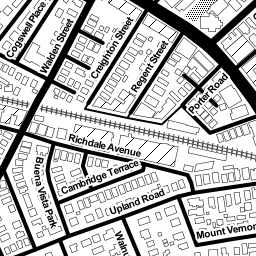 Cogswell Place
Walden Street
Creighton Street
Regent Street
Porter Road
Richdale Avenue
Buena Vista Park
Cambridge Terrace
Upland Road
Mount Vernon
Walnut